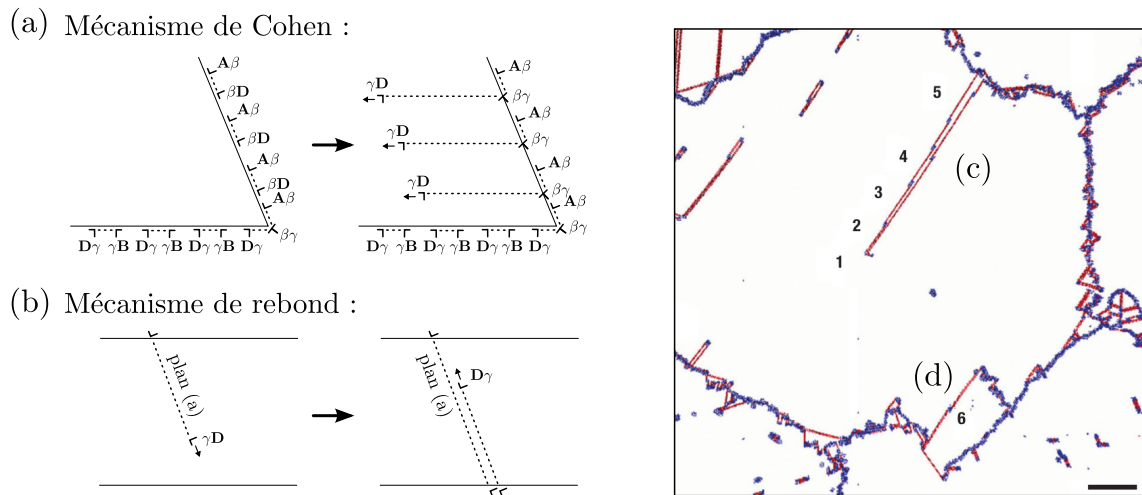 (a) Mécanisme de Cohen :
Aβ
βD
Aβ
βD
Aβ
βD
Aβ
βγ
Dγ γB Dγ γB Dγ γB Dγ
Aβ
γD
βγ
Aβ
γD
βγ
Aβ
γD
βγ
Aβ
βγ
Dγ γB Dγ γB Dγ γB Dγ
(b) Mécanisme de rebond :
plan (a)
γD
plan (a)
Dγ
5
4
(c)
3
2
1
(d)
6